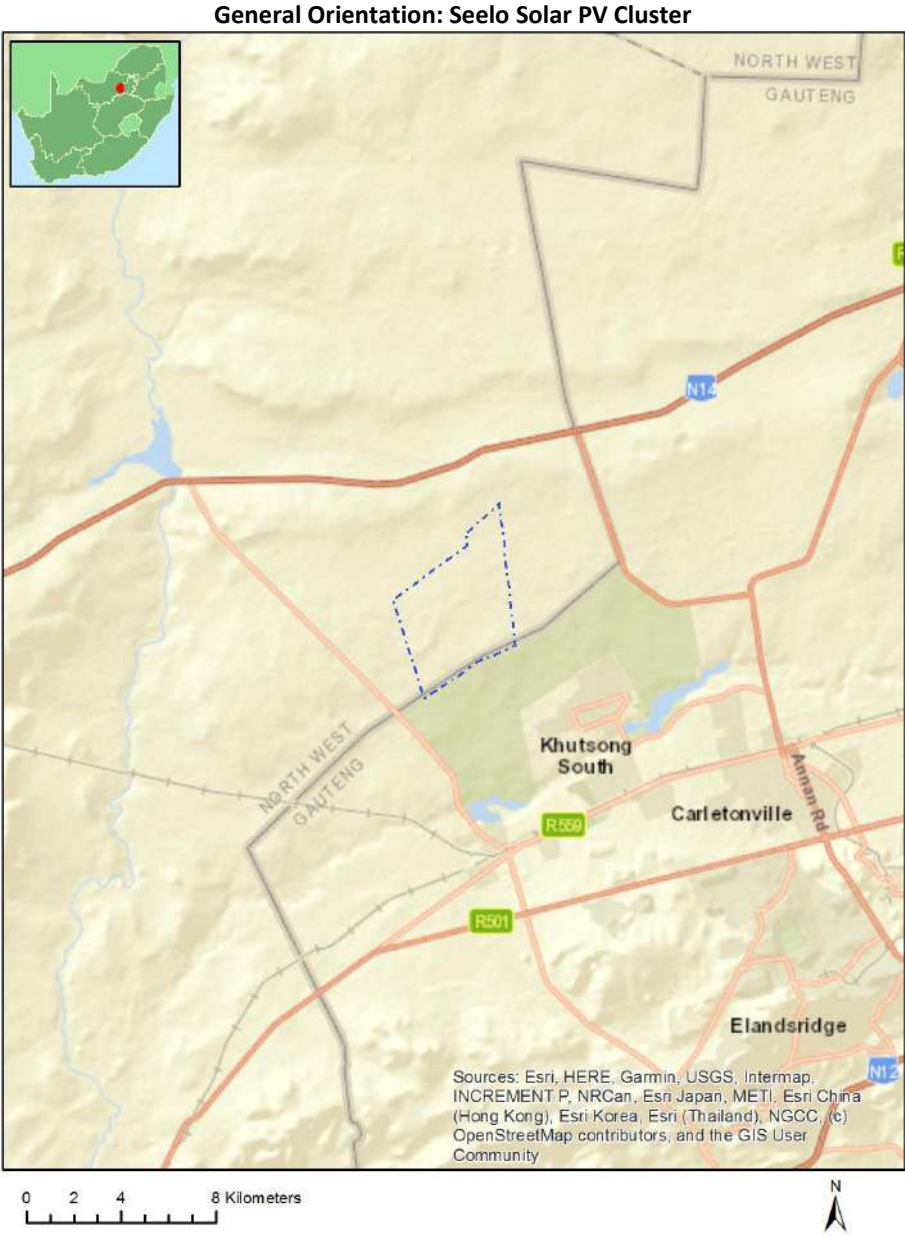 General Orientation: Seelo Solar PV Cluster
NORTH WEST
GAUTENG
N14
NORTH WEST
GAUTENG
Khutsong
South
Carletonville
Annan Rd
R559
R501
Elandsridge
N12
Sources: Esri, HERE, Garmin, USGS, Intermap,
INCREMENT P, NRCan, Esri Japan, METI, Esri China
(Hong Kong), Esri Korea, Esri (Thailand), NGCC, (c)
OpenStreetMap contributors, and the GIS User
Community
0 2 4 8 Kilometers
N